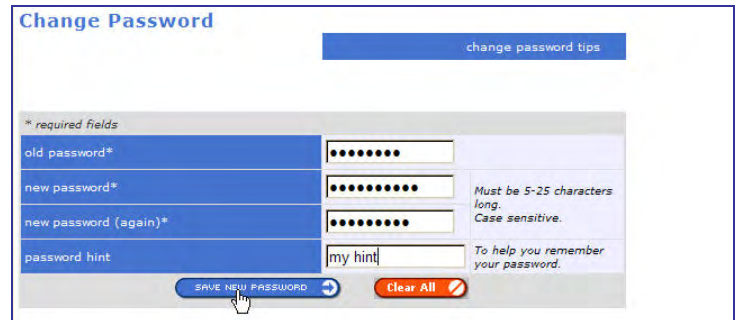 Change Password
change password tips
* required fields
old password* ••••••••
new password* ••••••••••
Must be 5-25 characters
long.
Case sensitive.
new password (again)* •••••••••
password hint my hint
To help you remember
your password.
SAVE NEW PASSWORD Clear All